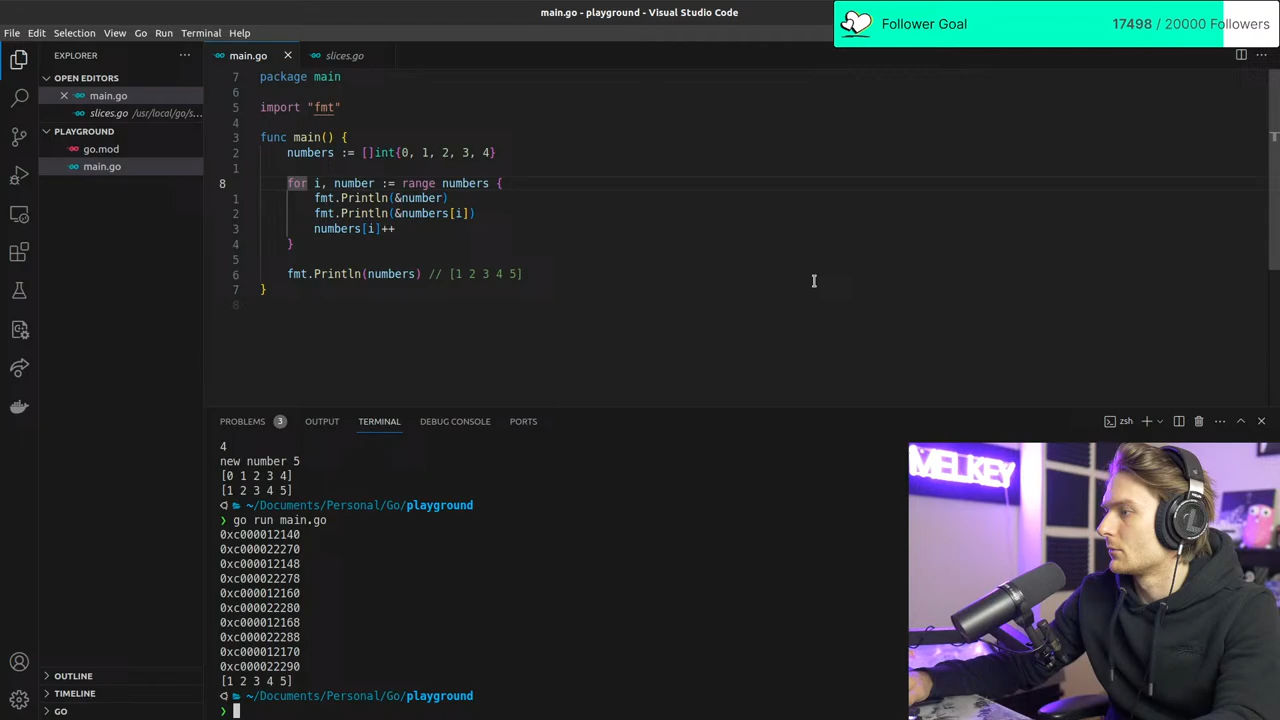 main.go - playground - Visual Studio Code
Follower Goal
17498 / 20000 Followers
File Edit Selection View Go Run Terminal Help
EXPLORER
OPEN EDITORS
main.go
slices.go /usr/local/go/s...
PLAYGROUND
go.mod
main.go
OUTLINE
TIMELINE
GO
main.go
slices.go
7 package main
6
5 import "fmt"
4
3 func main() {
2 numbers := []int{0, 1, 2, 3, 4}
1
8 for i, number := range numbers {
1 fmt.Println(&number)
2 fmt.Println(&numbers[i])
3 numbers[i]++
4 }
5
6 fmt.Println(numbers) // [1 2 3 4 5]
7 }
8
PROBLEMS 3 OUTPUT TERMINAL DEBUG CONSOLE PORTS
zsh
4
new number 5
[0 1 2 3 4]
[1 2 3 4 5]
~/Documents/Personal/Go/playground
❯ go run main.go
0xc000012140
0xc000022270
0xc000012148
0xc000022278
0xc000012160
0xc000022280
0xc000012168
0xc000022288
0xc000012170
0xc000022290
[1 2 3 4 5]
~/Documents/Personal/Go/playground
❯
MELKEY